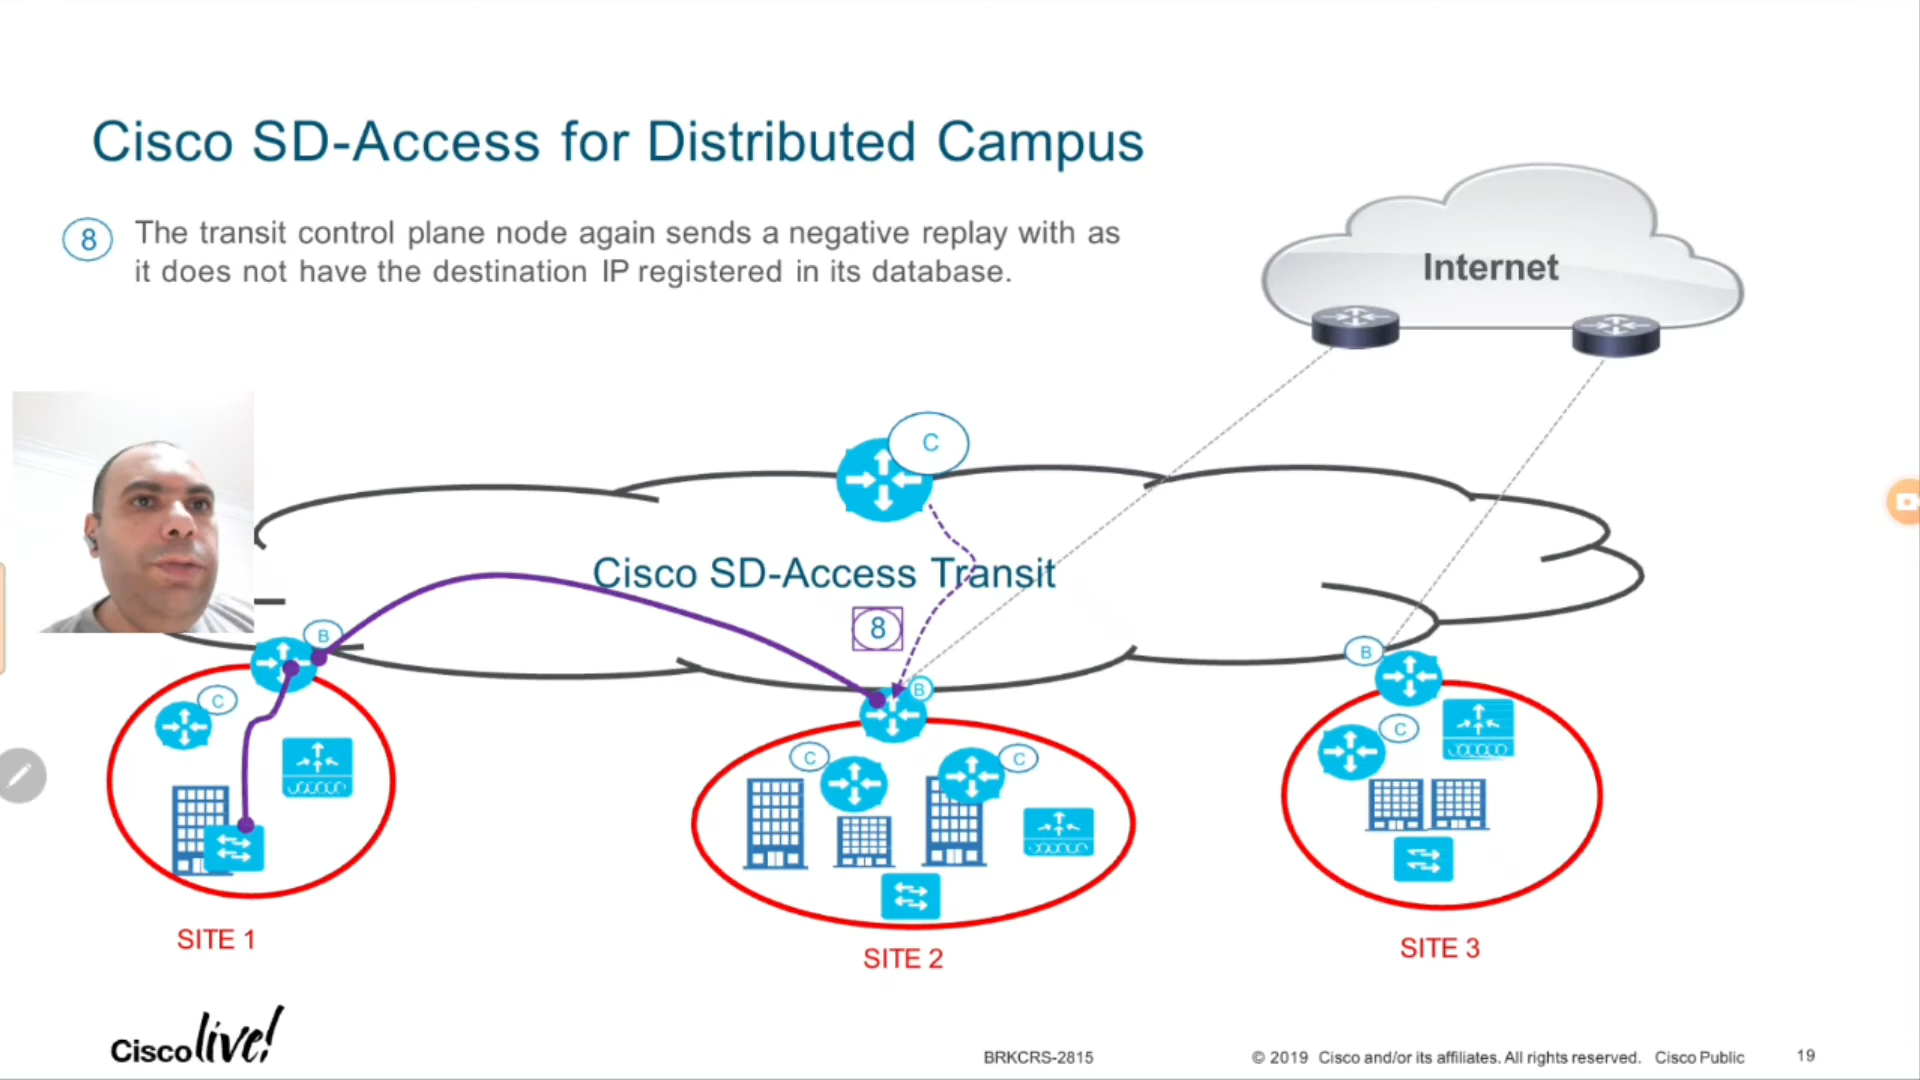 Cisco SD-Access for Distributed Campus
8
The transit control plane node again sends a negative replay with as
it does not have the destination IP registered in its database.
Internet
C
Cisco SD-Access Transit
8
B
B
B
C
C
C
C
SITE 1
SITE 2
SITE 3
Cisco live!
BRKCRS-2815
© 2019 Cisco and/or its affiliates. All rights reserved. Cisco Public
19